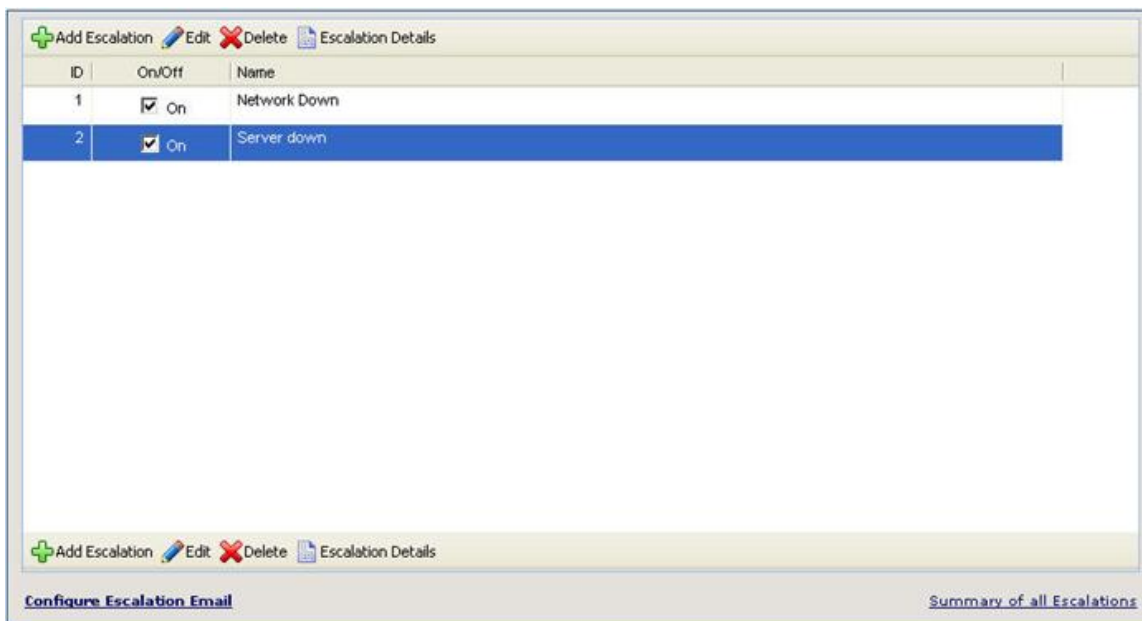 Add Escalation Edit Delete Escalation Details
ID On/Off Name
1 On Network Down
2 On Server down
Add Escalation Edit Delete Escalation Details
Configure Escalation Email Summary of all Escalations